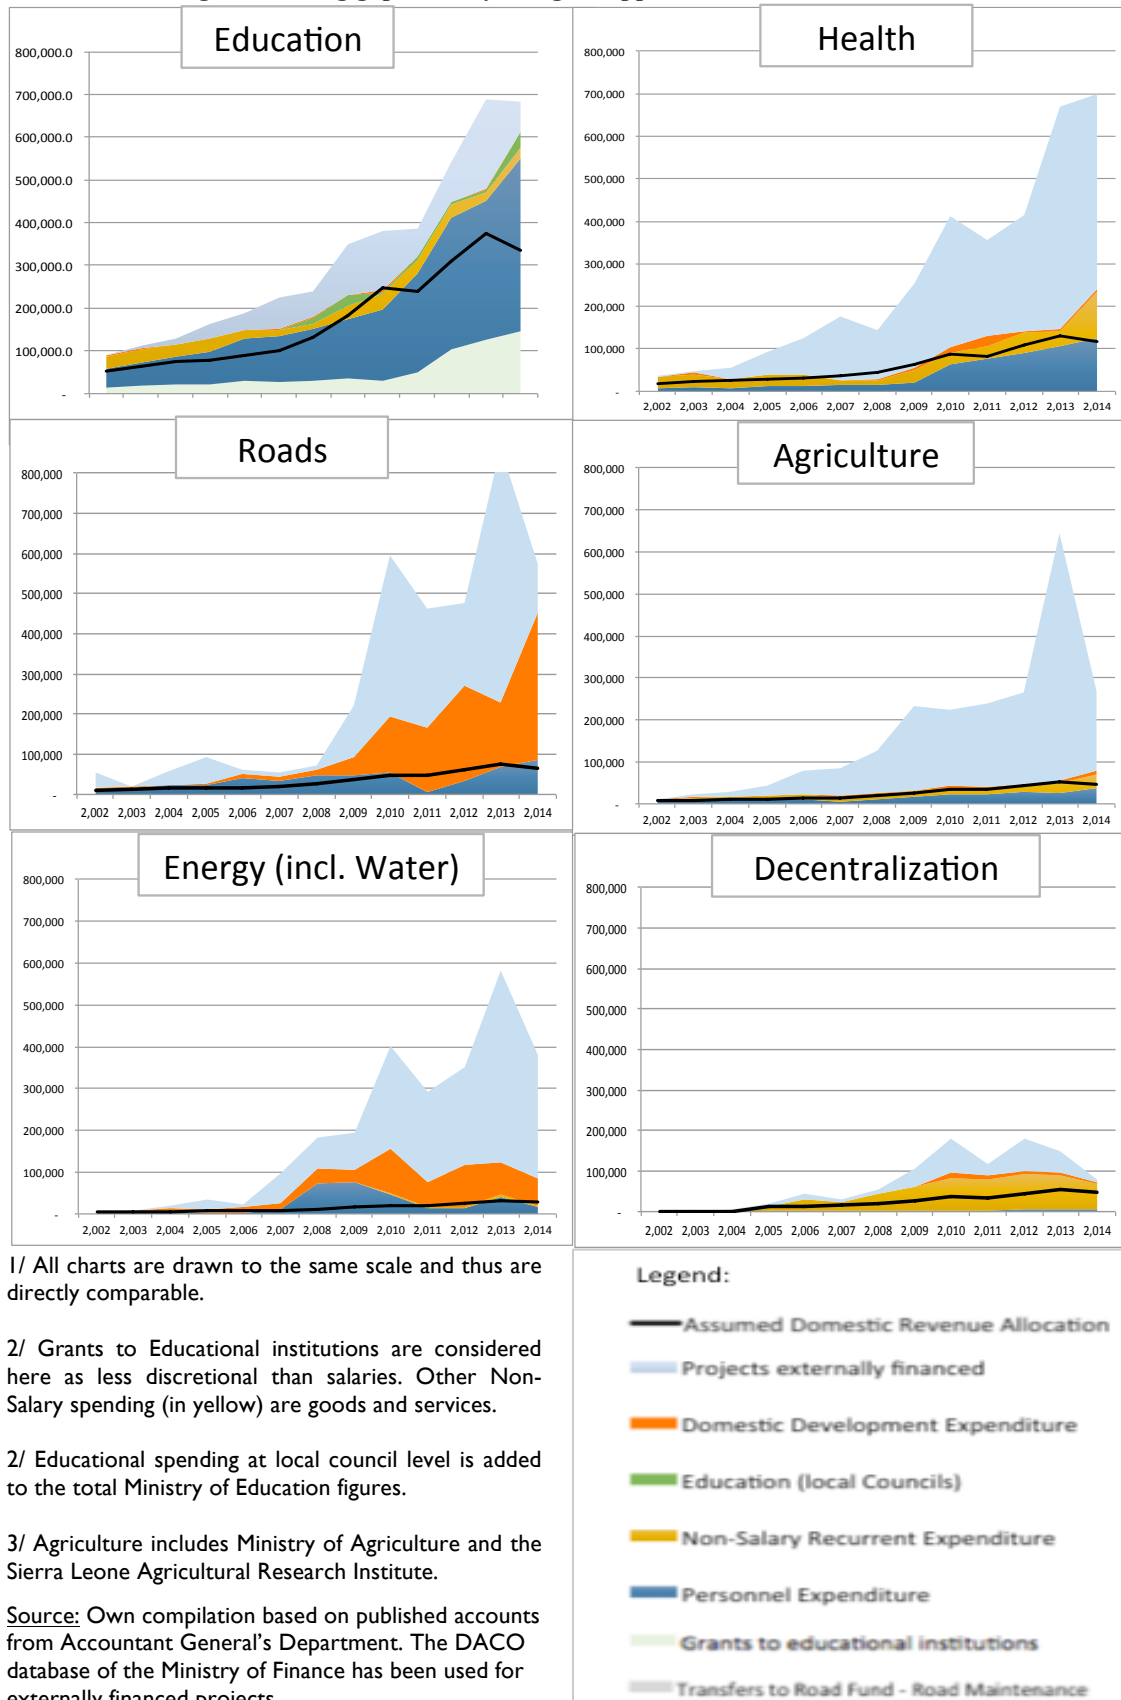 Education
800,000.0
700,000.0
600,000.0
500,000.0
400,000.0
300,000.0
200,000.0
100,000.0
-
Health
800,000
700,000
600,000
500,000
400,000
300,000
200,000
100,000
-
2,002 2,003 2,004 2,005 2,006 2,007 2,008 2,009 2,010 2,011 2,012 2,013 2,014
Roads
800,000
700,000
600,000
500,000
400,000
300,000
200,000
100,000
-
2,002 2,003 2,004 2,005 2,006 2,007 2,008 2,009 2,010 2,011 2,012 2,013 2,014
Agriculture
800,000
700,000
600,000
500,000
400,000
300,000
200,000
100,000
-
2,002 2,003 2,004 2,005 2,006 2,007 2,008 2,009 2,010 2,011 2,012 2,013 2,014
Energy (incl. Water)
800,000
700,000
600,000
500,000
400,000
300,000
200,000
100,000
-
2,002 2,003 2,004 2,005 2,006 2,007 2,008 2,009 2,010 2,011 2,012 2,013 2,014
Decentralization
800,000
700,000
600,000
500,000
400,000
300,000
200,000
100,000
-
2,002 2,003 2,004 2,005 2,006 2,007 2,008 2,009 2,010 2,011 2,012 2,013 2,014
1/ All charts are drawn to the same scale and thus are
directly comparable.
2/ Grants to Educational institutions are considered
here as less discretional than salaries. Other Non-
Salary spending (in yellow) are goods and services.
2/ Educational spending at local council level is added
to the total Ministry of Education figures.
3/ Agriculture includes Ministry of Agriculture and the
Sierra Leone Agricultural Research Institute.
Source: Own compilation based on published accounts
from Accountant General's Department. The DACO
database of the Ministry of Finance has been used for
externally financed projects
Legend:
Assumed Domestic Revenue Allocation
Projects externally financed
Domestic Development Expenditure
Education (local Councils)
Non-Salary Recurrent Expenditure
Personnel Expenditure
Grants to educational institutions
Transfers to Road Fund - Road Maintenance